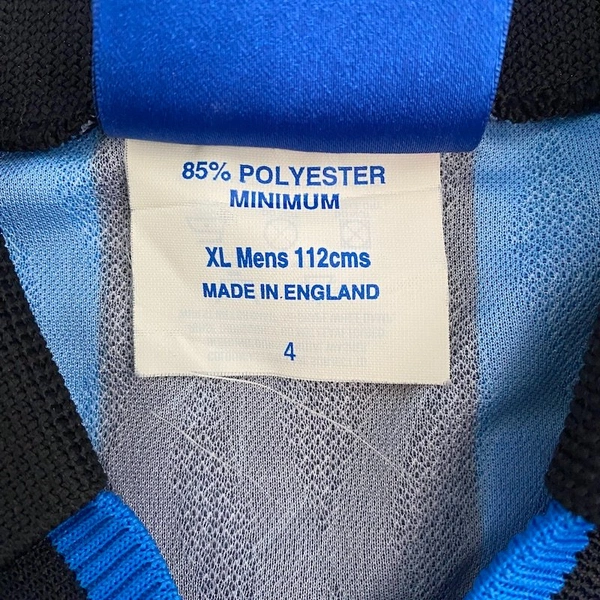 85% POLYESTER
MINIMUM
XL Mens 112cms
MADE IN ENGLAND
4